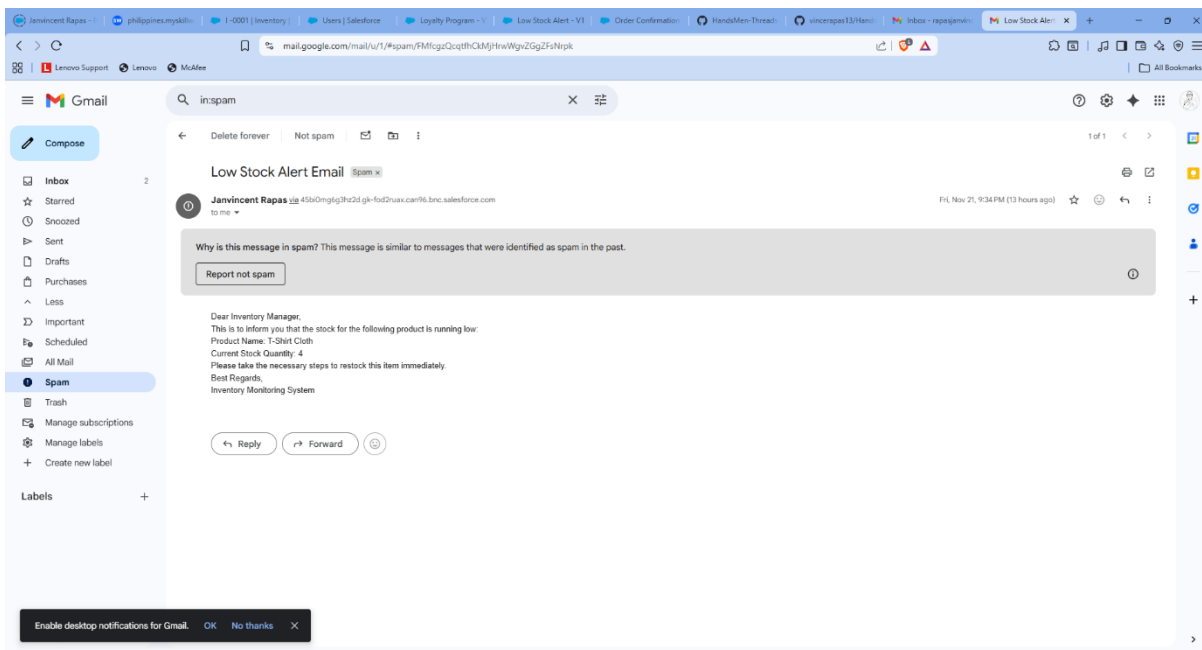 Janvincent Rapas -
philippines.myskill
I-0001 | Inventory |
Users | Salesforce
Loyalty Program - V
Low Stock Alert - V1
Order Confirmation
HandsMen-Thread
vincerapas13/Hand
Inbox - rapasjanvin
Low Stock Alert
mail.google.com/mail/u/1/#spam/FMfcgzQcqtfhCkMjHrwWgvZGgZFsNrpk
Lenovo Support
Lenovo
McAfee
All Bookmarks
Gmail
in:spam
Compose
Delete forever
Not spam
1 of 1
Inbox 2
Starred
Snoozed
Sent
Drafts
Purchases
Less
Important
Scheduled
All Mail
Spam
Trash
Manage subscriptions
Manage labels
Create new label
Labels
Low Stock Alert Email Spam ×
Janvincent Rapas via 45bi0mg6g3hz2d.gk-fod2ruax.can96.bnc.salesforce.com
Fri, Nov 21, 9:34 PM (13 hours ago)
to me
Why is this message in spam? This message is similar to messages that were identified as spam in the past.
Report not spam
Dear Inventory Manager,
This is to inform you that the stock for the following product is running low:
Product Name: T-Shirt Cloth
Current Stock Quantity: 4
Please take the necessary steps to restock this item immediately.
Best Regards,
Inventory Monitoring System
Reply
Forward
Enable desktop notifications for Gmail. OK No thanks